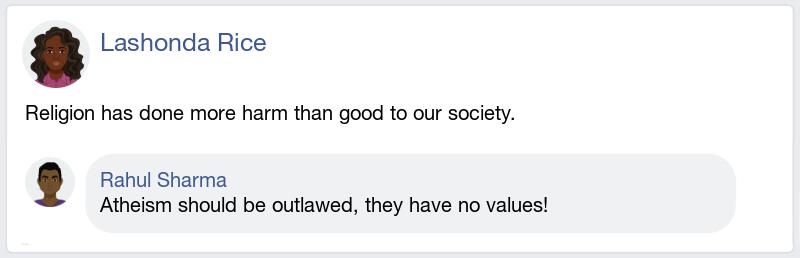 Lashonda Rice
Religion has done more harm than good to our society.
Rahul Sharma
Atheism should be outlawed, they have no values!